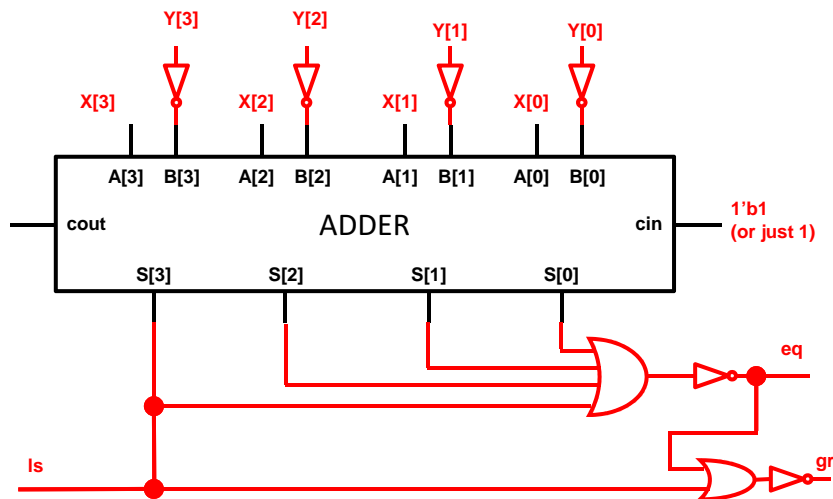 Y[3] Y[2] Y[1] Y[0]
X[3] X[2] X[1] X[0]
A[3] B[3] A[2] B[2] A[1] B[1] A[0] B[0]
cout ADDER cin
1'b1
(or just 1)
S[3] S[2] S[1] S[0]
eq
ls
gr